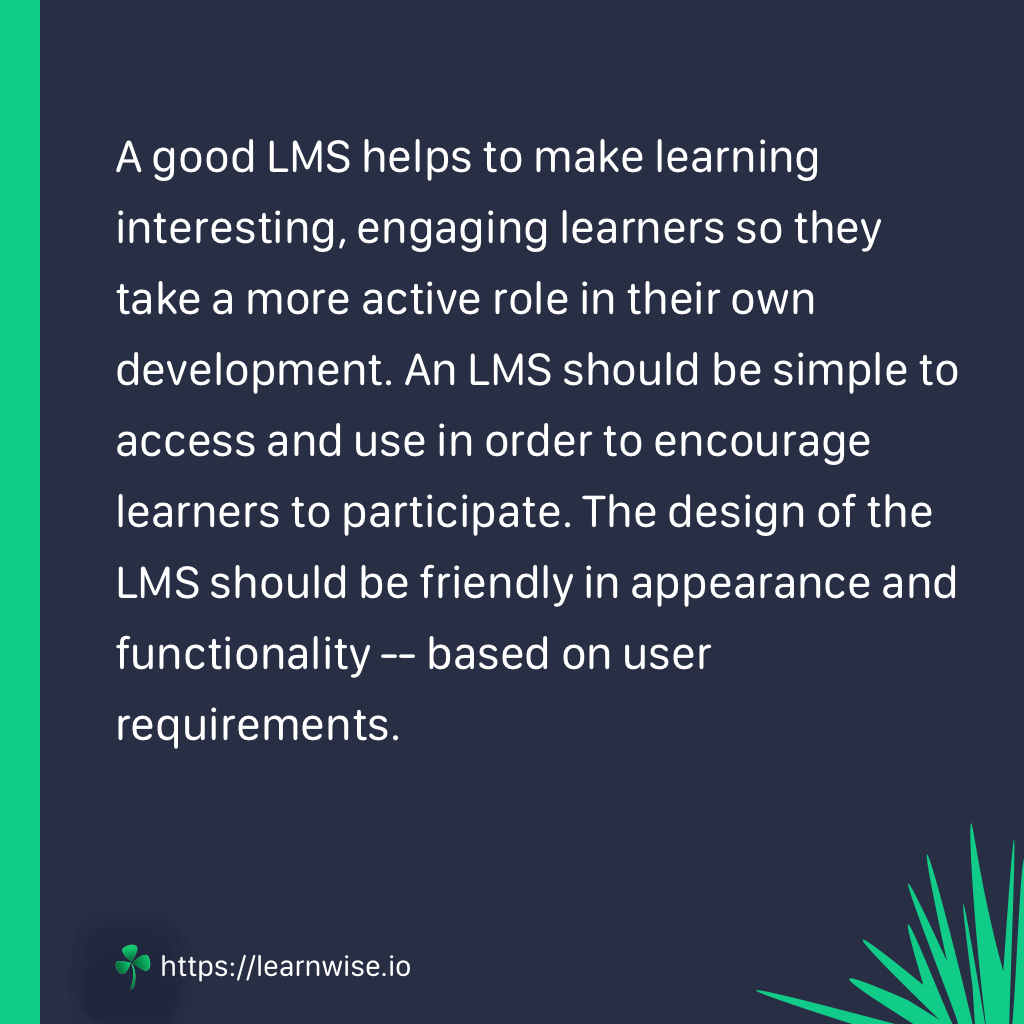 A good LMS helps to make learning
interesting, engaging learners so they
take a more active role in their own
development. An LMS should be simple to
access and use in order to encourage
learners to participate. The design of the
LMS should be friendly in appearance and
functionality -- based on user
requirements.
https://learnwise.io